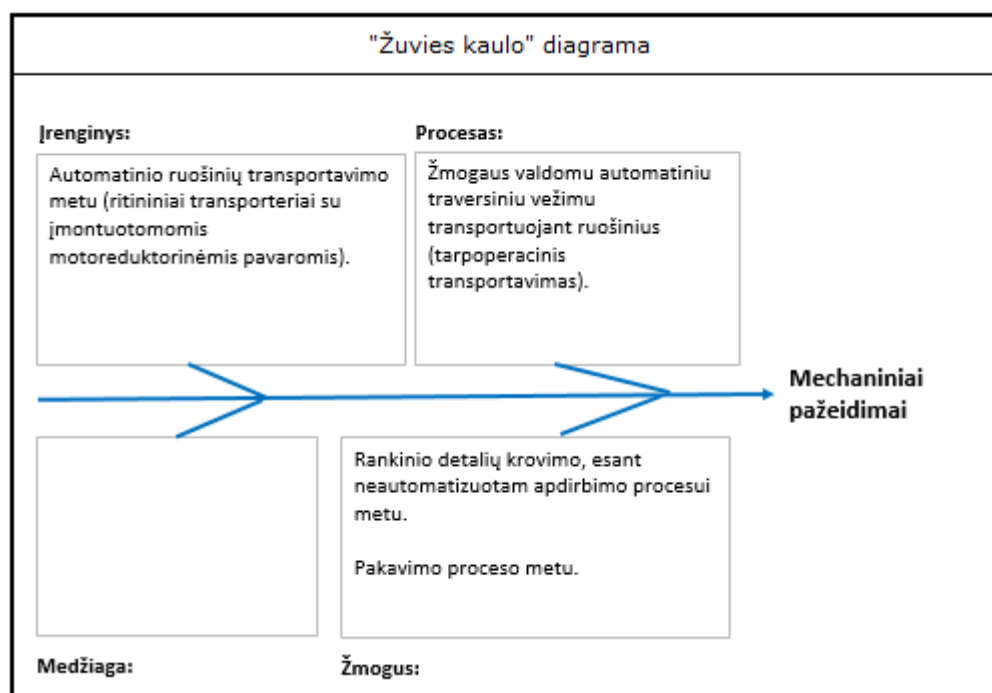 "Žuvies kaulo" diagrama
Įrenginys:
Automatinio ruošinių transportavimo
metu (ritininiai transporteriai su
įmontuotomomis
motoreduktorinėmis pavaromis).
Procesas:
Žmogaus valdomu automatiniu
traversiniu vežimu
transportuojant ruošinius
(tarpoperacinis
transportavimas).
Mechaniniai
pažeidimai
Rankinio detalių krovimo, esant
neautomatizuotam apdirbimo procesui
metu.
Pakavimo proceso metu.
Medžiaga:
Žmogus: